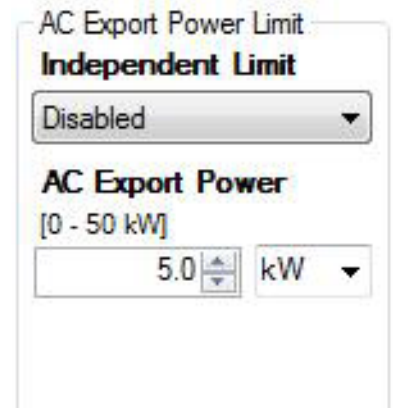 AC Export Power Limit
Independent Limit
Disabled
AC Export Power
[0 - 50 kW]
5.0 kW